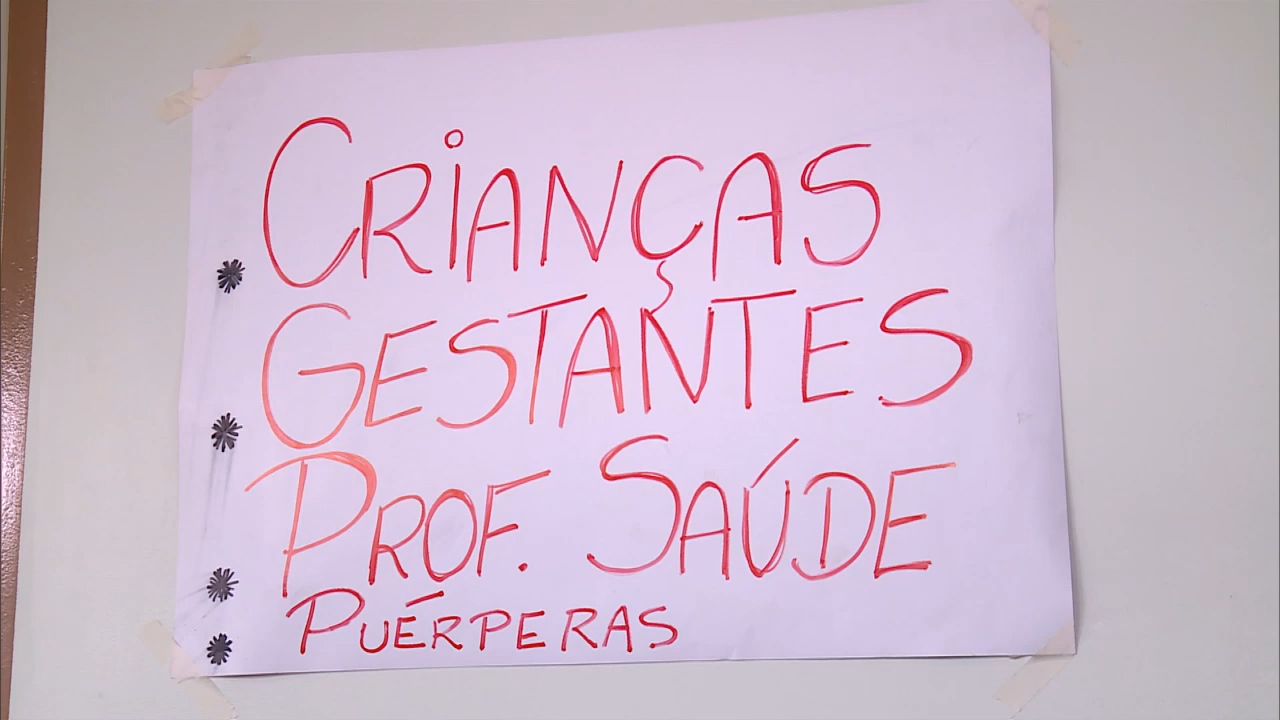 * CRIANÇAS
* GESTANTES
* PROF. SAÚDE
* PUÉRPERAS